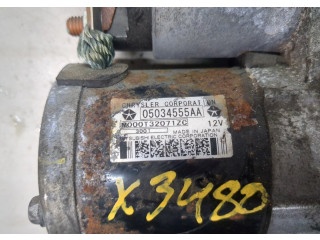 CHRYSLER CORPORATION
05034555AA
M000T32071ZC 12V
MADE IN JAPAN
MITSUBISHI ELECTRIC CORPORATION
X3480